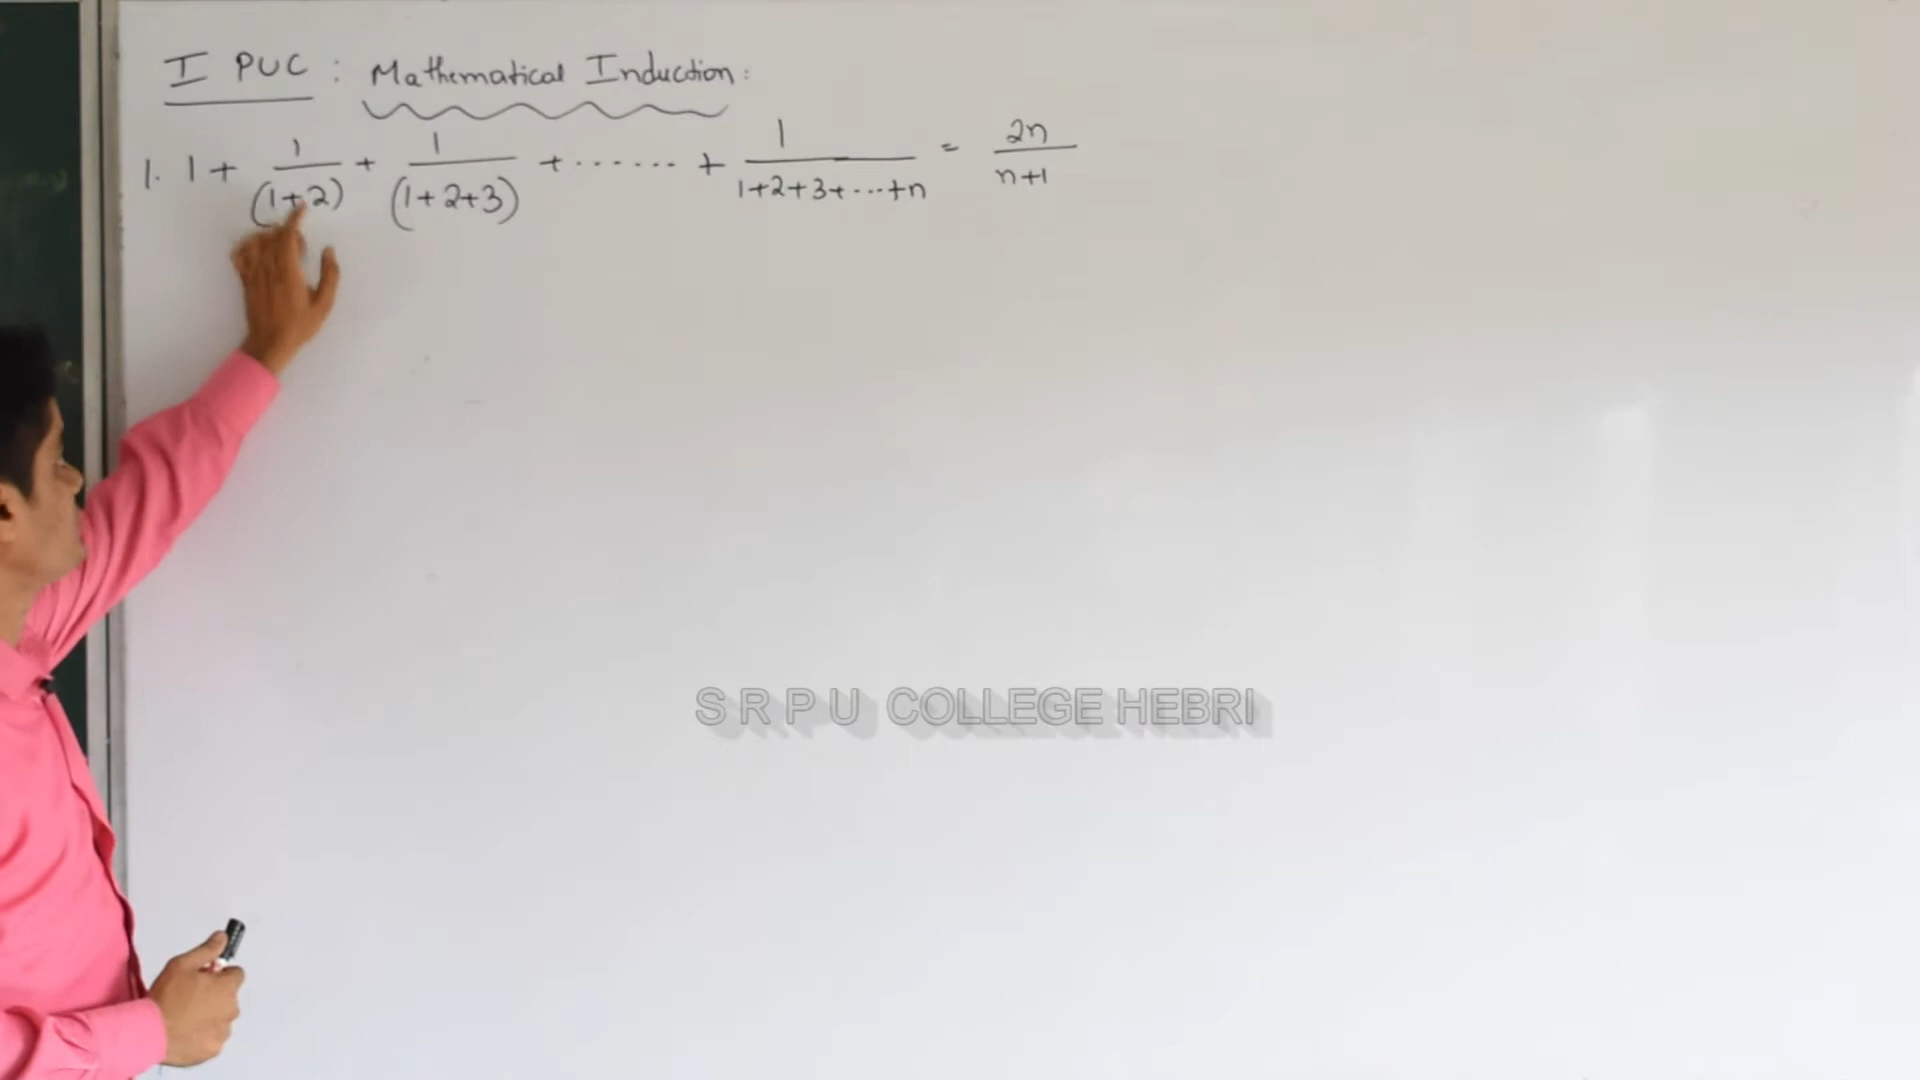 I PUC : Mathematical Induction:
1. 1 + 1/(1+2) + 1/(1+2+3) + ....... + 1/1+2+3+...+n = 2n/n+1
S R P U COLLEGE HEBRI